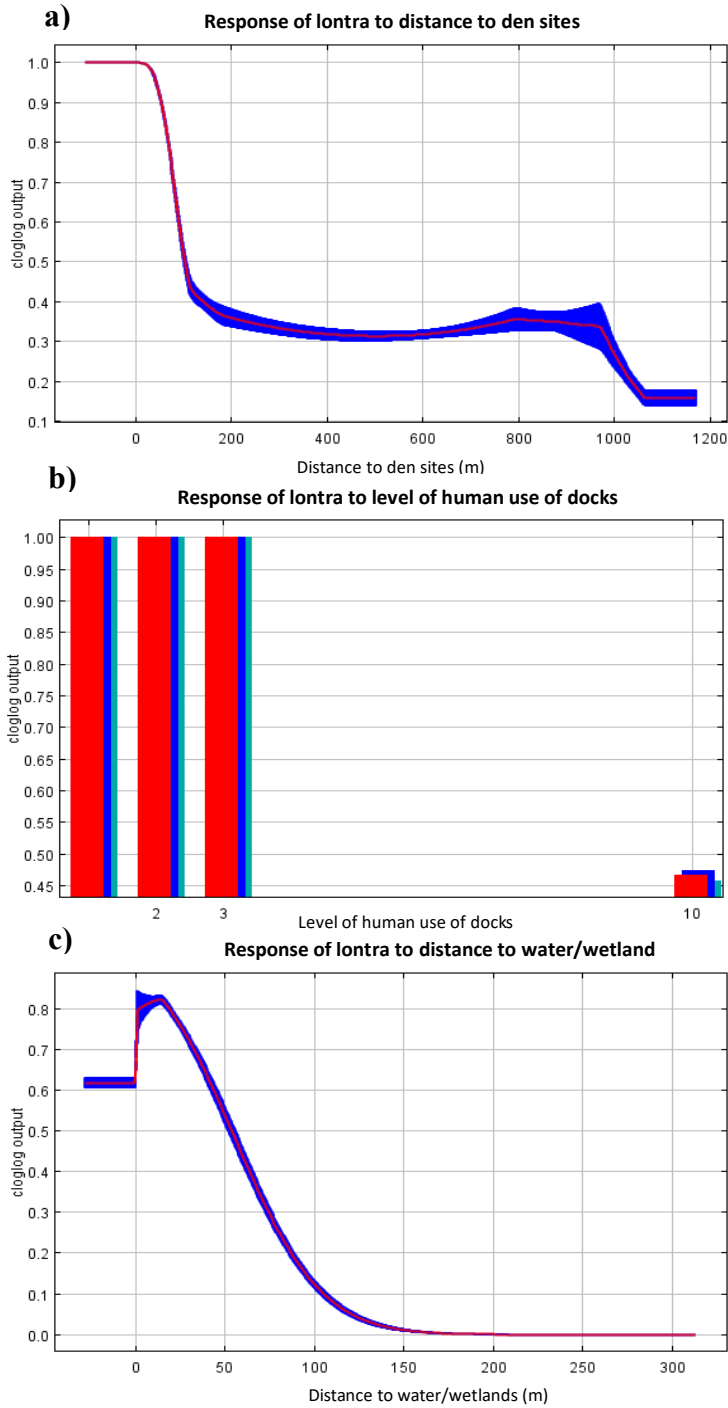 a)
Response of lontra to distance to den sites
cloglog output
1.0
0.9
0.8
0.7
0.6
0.5
0.4
0.3
0.2
0.1
0 200 400 600 800 1000 1200
Distance to den sites (m)
b)
Response of lontra to level of human use of docks
cloglog output
1.00
0.95
0.90
0.85
0.80
0.75
0.70
0.65
0.60
0.55
0.50
0.45
2 3 10
Level of human use of docks
c)
Response of lontra to distance to water/wetland
cloglog output
0.8
0.7
0.6
0.5
0.4
0.3
0.2
0.1
0.0
0 50 100 150 200 250 300
Distance to water/wetlands (m)